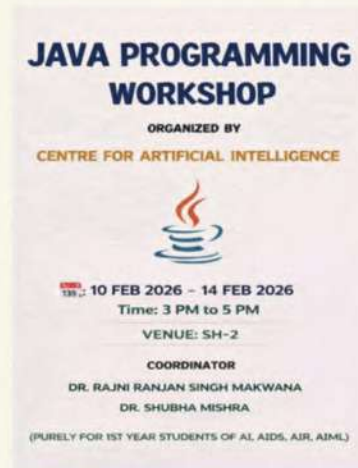 JAVA PROGRAMMING
WORKSHOP
ORGANIZED BY
CENTRE FOR ARTIFICIAL INTELLIGENCE
: 10 FEB 2026 – 14 FEB 2026
Time: 3 PM to 5 PM
VENUE: SH-2
COORDINATOR
DR. RAJNI RANJAN SINGH MAKWANA
DR. SHUBHA MISHRA
(PURELY FOR 1ST YEAR STUDENTS OF AI, AIDS, AIR, AIML)